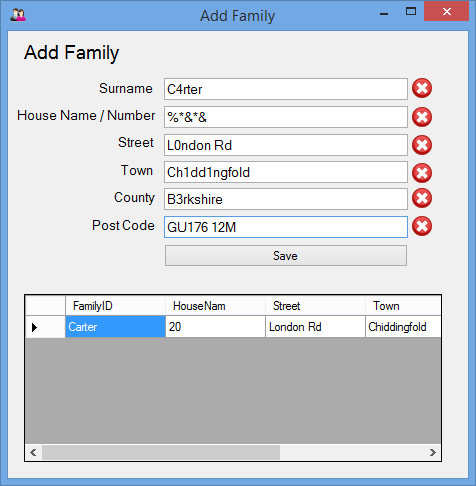 Add Family
Add Family
Surname C4rter
House Name / Number %*&*&
Street L0ndon Rd
Town Ch1dd1ngfold
County B3rkshire
Post Code GU176 12M
Save
FamilyID HouseNam Street Town
Carter 20 London Rd Chiddingfold